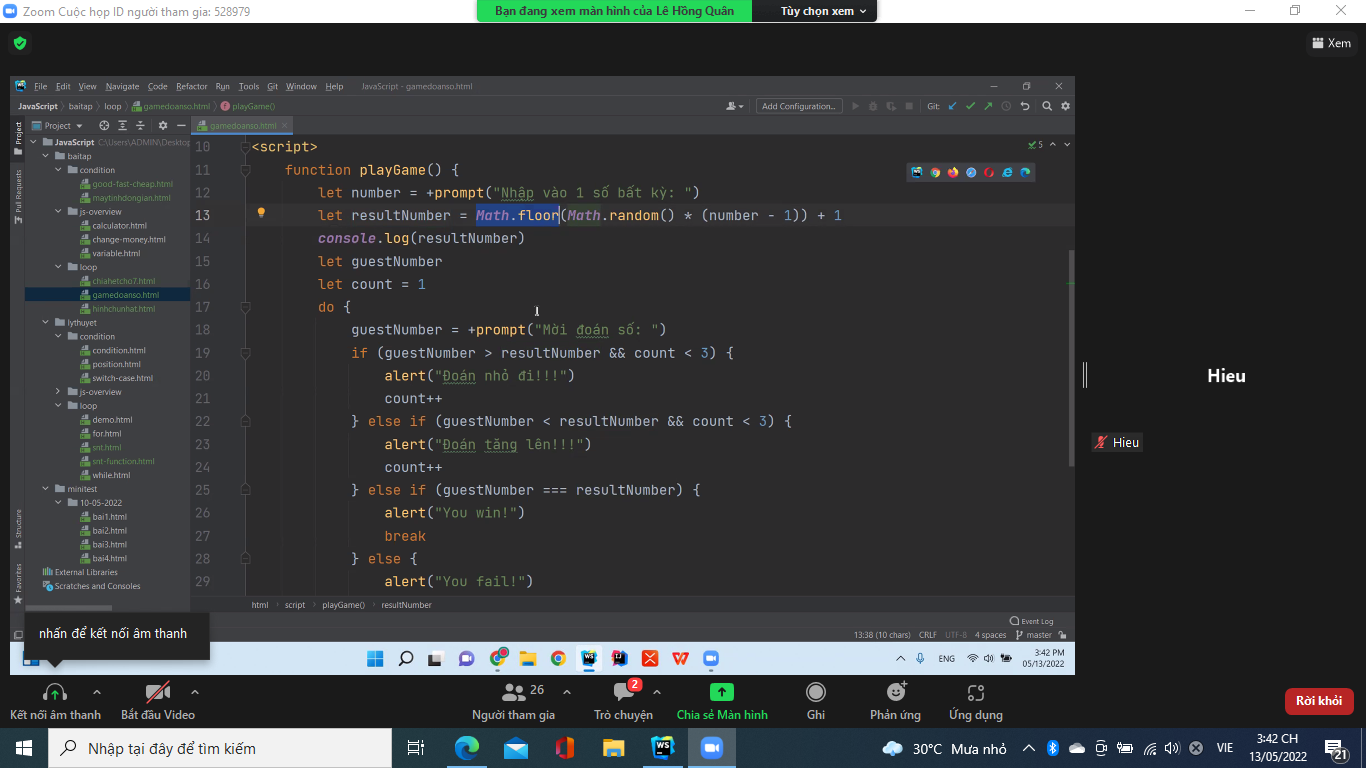 Zoom Cuộc họp ID người tham gia: 528979
Bạn đang xem màn hình của Lê Hồng Quân
Tùy chọn xem
Xem
File Edit View Navigate Code Refactor Run Tools Git Window Help JavaScript - gamedoanso.html
JavaScript baitap loop gamedoanso.html playGame()
Add Configuration...
Git:
Project
gamedoanso.html
Project
Pull Requests
Structure
Favorites
JavaScript C:\Users\ADMIN\Desktop
baitap
condition
good-fast-cheap.html
maytinhdongian.html
js-overview
calculator.html
change-money.html
variable.html
loop
chiahetcho7.html
gamedoanso.html
hinhchunhat.html
lythuyet
condition
condition.html
position.html
switch-case.html
js-overview
loop
demo.html
for.html
snt.html
snt-function.html
while.html
minitest
10-05-2022
bai1.html
bai2.html
bai3.html
bai4.html
External Libraries
Scratches and Consoles
5
10 <script>
11 function playGame() {
12 let number = +prompt("Nhập vào 1 số bất kỳ: ")
13 let resultNumber = Math.floor(Math.random() * (number - 1)) + 1
14 console.log(resultNumber)
15 let guestNumber
16 let count = 1
17 do {
18 guestNumber = +prompt("Mời đoán số: ")
19 if (guestNumber > resultNumber && count < 3) {
20 alert("Đoán nhỏ đi!!!")
21 count++
22 } else if (guestNumber < resultNumber && count < 3) {
23 alert("Đoán tăng lên!!!")
24 count++
25 } else if (guestNumber === resultNumber) {
26 alert("You win!")
27 break
28 } else {
29 alert("You fail!")
html script playGame() resultNumber
Event Log
13:38 (10 chars) CRLF UTF-8 4 spaces master
Hieu
Hieu
nhấn để kết nối âm thanh
ENG
3:42 PM
05/13/2022
Kết nối âm thanh
Bắt đầu Video
26
Người tham gia
2
Trò chuyện
Chia sẻ Màn hình
Ghi
Phản ứng
Ứng dụng
Rời khỏi
Nhập tại đây để tìm kiếm
30°C Mưa nhỏ
VIE
3:42 CH
13/05/2022
21